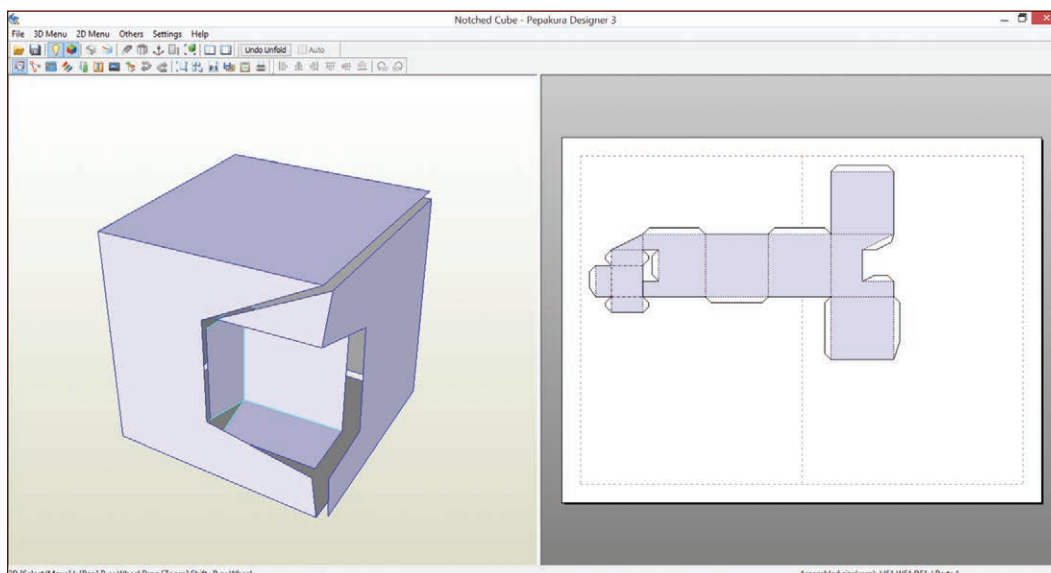 Notched Cube - Pepakura Designer 3
File 3D Menu 2D Menu Others Settings Help
Undo Unfold Auto